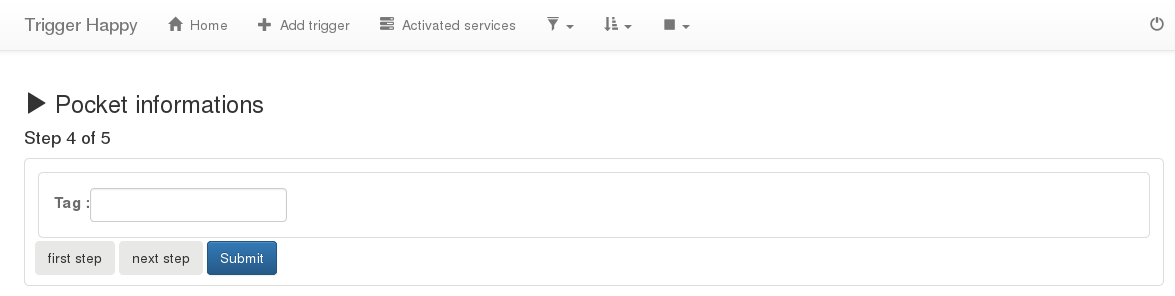 Trigger Happy Home Add trigger Activated services
Pocket informations
Step 4 of 5
Tag :
first step next step Submit